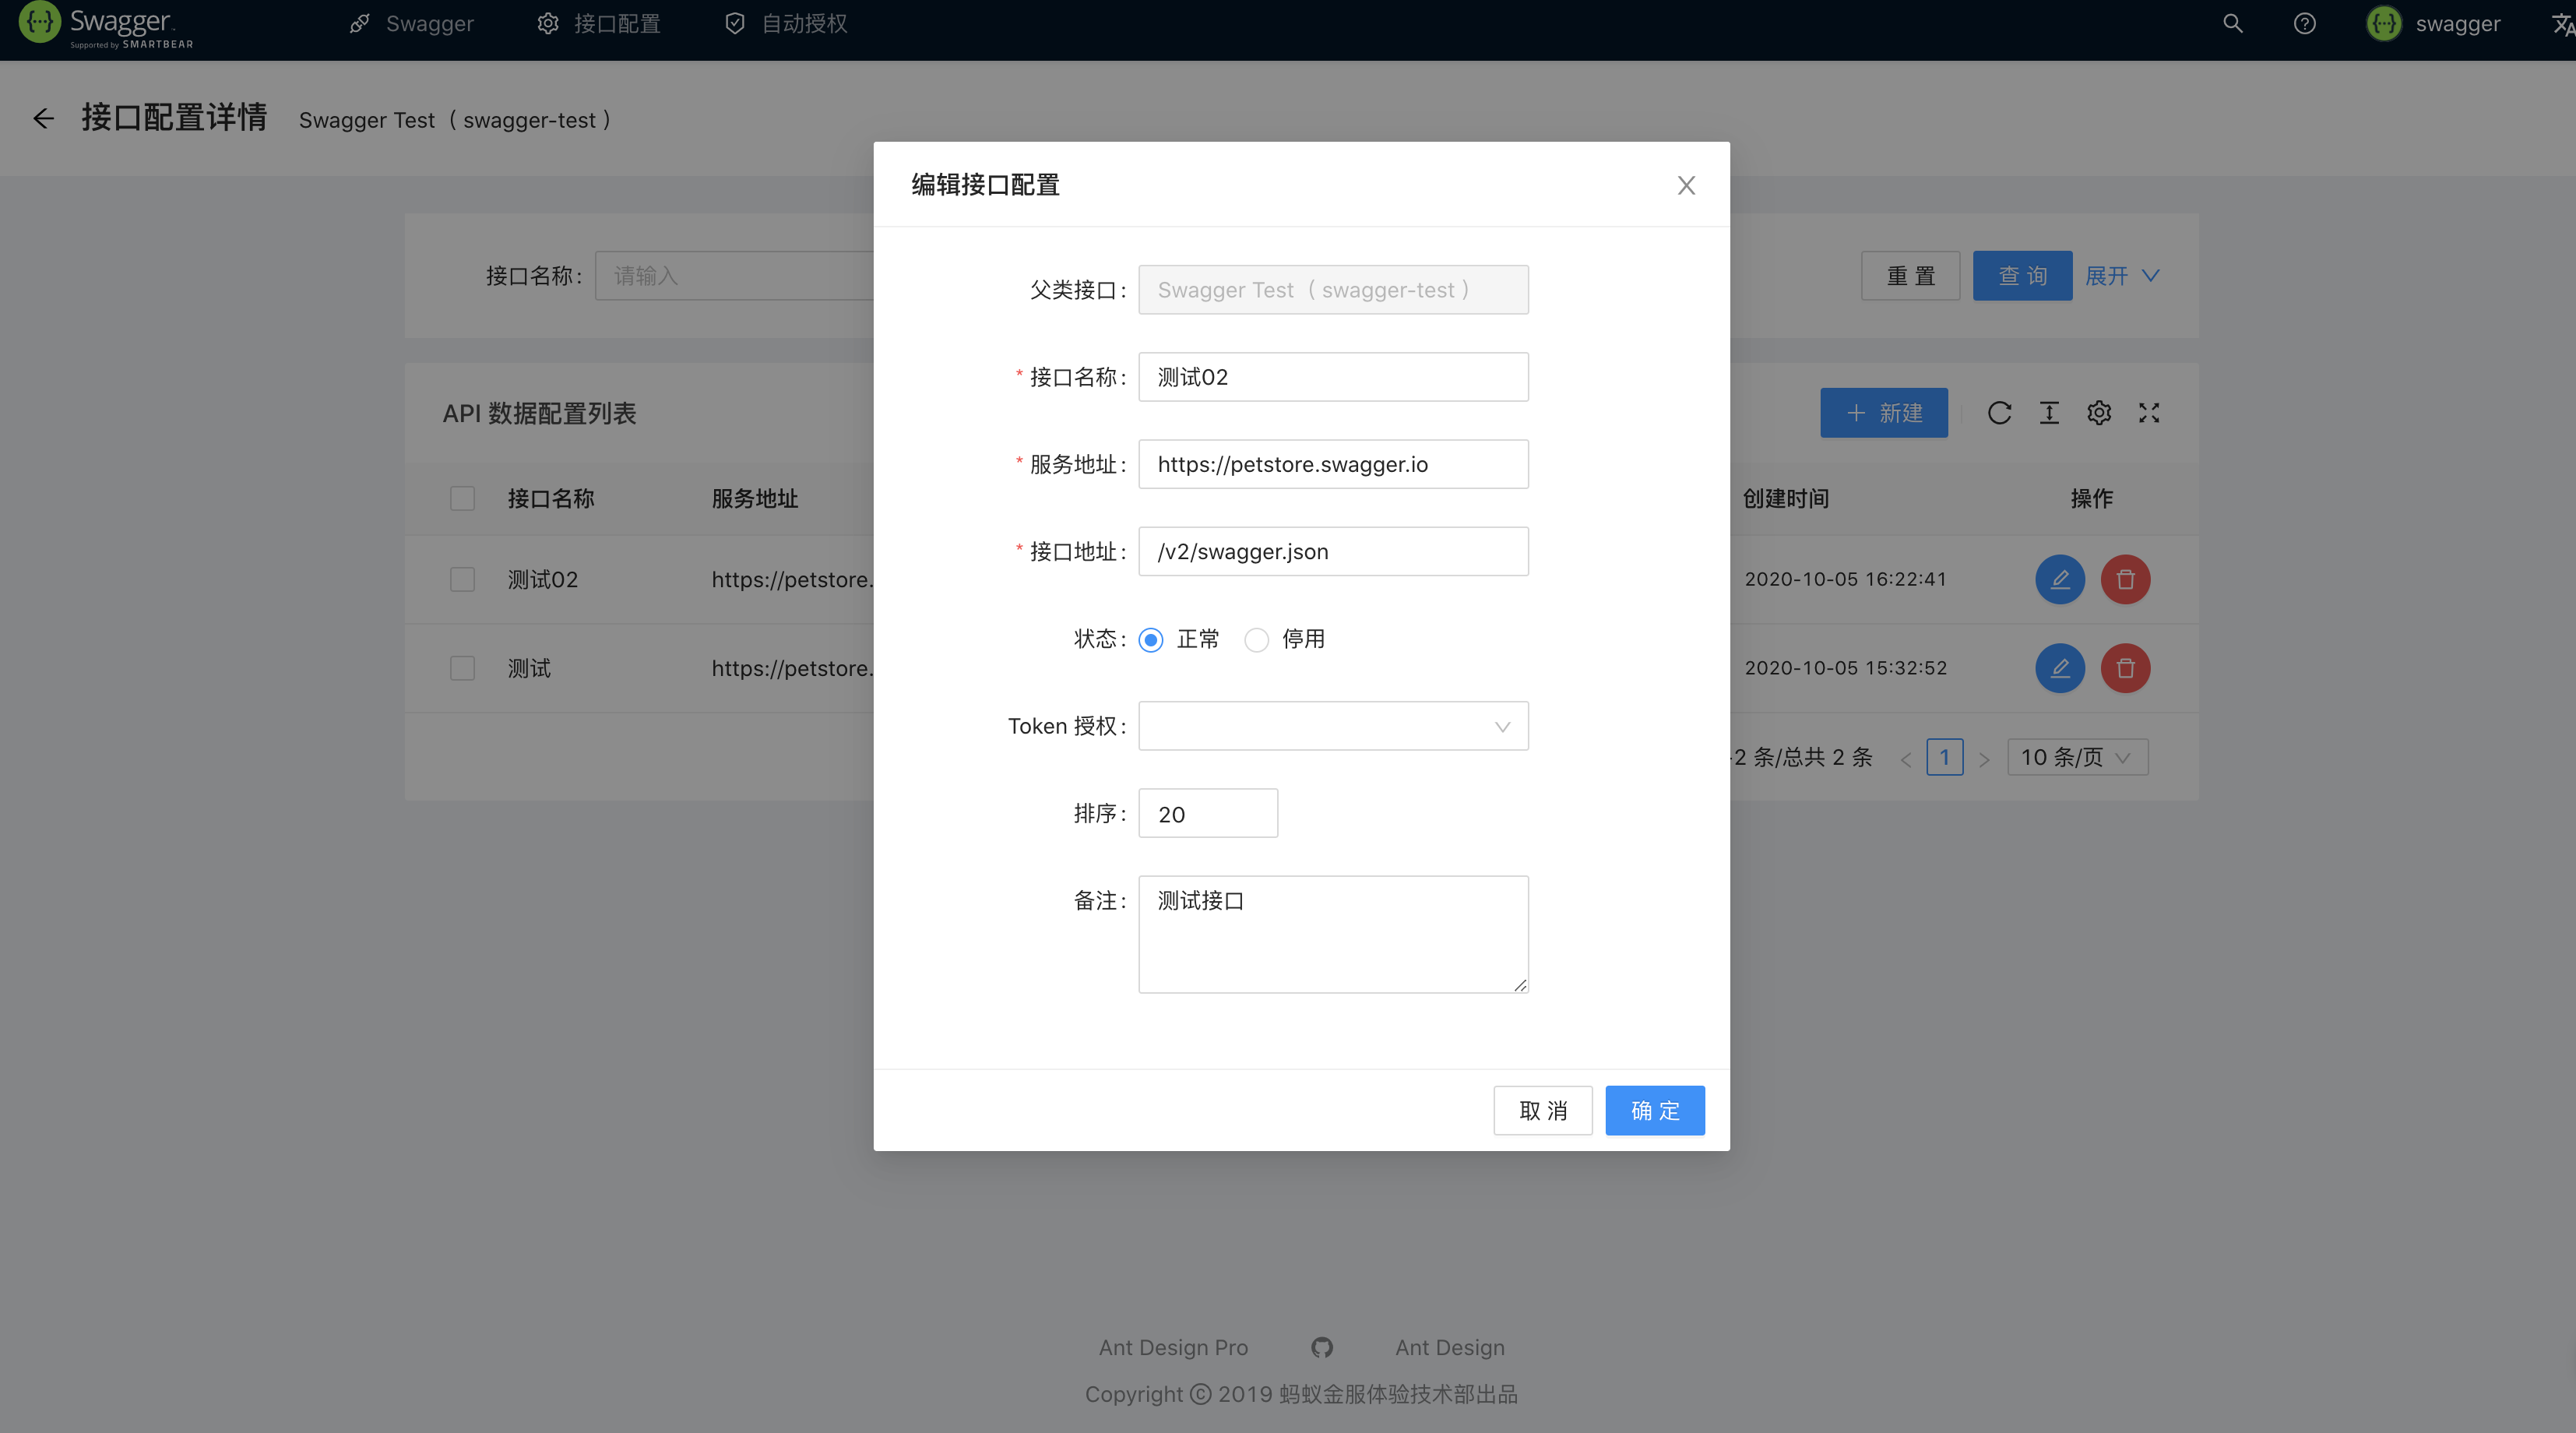 Swagger
Supported by SMARTBEAR
Swagger
接口配置
自动授权
swagger
接口配置详情
Swagger Test（swagger-test）
接口名称:
请输入
重 置
查 询
展开
API 数据配置列表
新建
接口名称
服务地址
创建时间
操作
测试02
https://petstore.
2020-10-05 16:22:41
测试
https://petstore.
2020-10-05 15:32:52
-2 条/总共 2 条
1
10 条/页
编辑接口配置
父类接口:
Swagger Test（swagger-test）
* 接口名称:
测试02
* 服务地址:
https://petstore.swagger.io
* 接口地址:
/v2/swagger.json
状态:
正常
停用
Token 授权:
排序:
20
备注:
测试接口
取 消
确 定
Ant Design Pro
Ant Design
Copyright © 2019 蚂蚁金服体验技术部出品